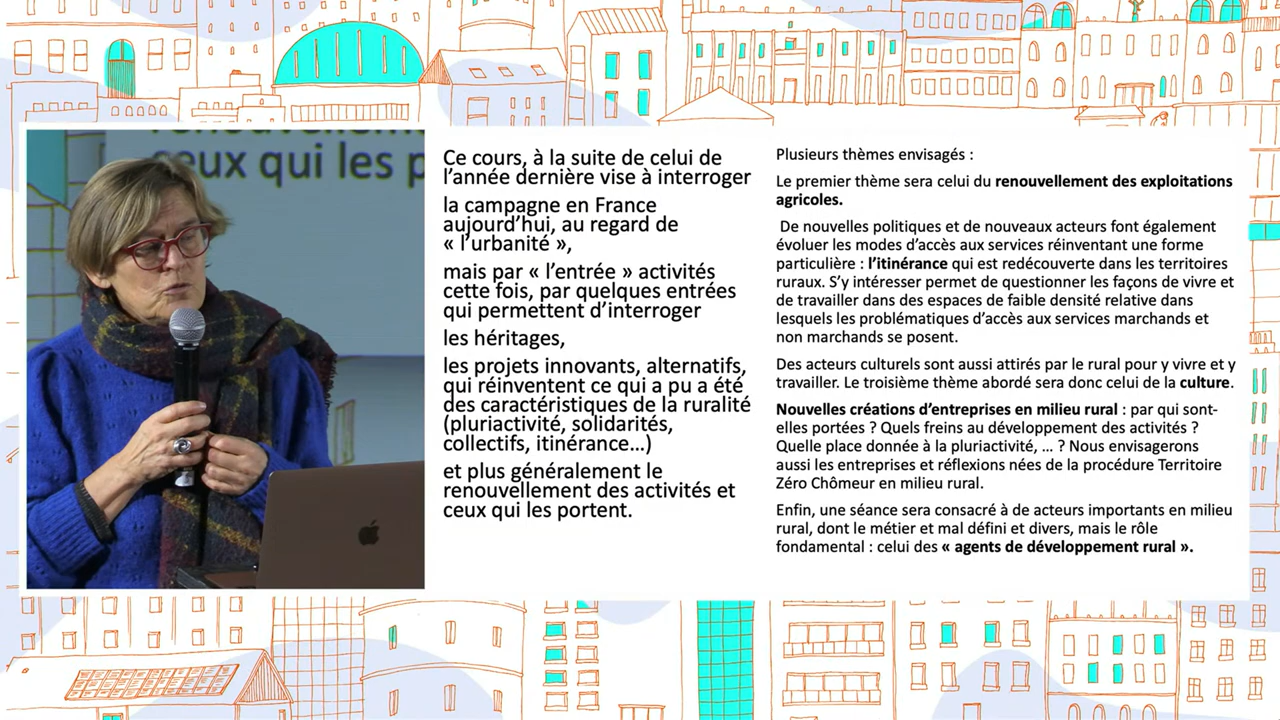 renouvellem
ceux qui les p
Ce cours, à la suite de celui de
l'année dernière vise à interroger
la campagne en France
aujourd'hui, au regard de
« l'urbanité »,
mais par « l'entrée » activités
cette fois, par quelques entrées
qui permettent d'interroger
les héritages,
les projets innovants, alternatifs,
qui réinventent ce qui a pu a été
des caractéristiques de la ruralité
(pluriactivité, solidarités,
collectifs, itinérance...)
et plus généralement le
renouvellement des activités et
ceux qui les portent.
Plusieurs thèmes envisagés :
Le premier thème sera celui du renouvellement des exploitations
agricoles.
De nouvelles politiques et de nouveaux acteurs font également
évoluer les modes d'accès aux services réinventant une forme
particulière : l'itinérance qui est redécouverte dans les territoires
ruraux. S'y intéresser permet de questionner les façons de vivre et
de travailler dans des espaces de faible densité relative dans
lesquels les problématiques d'accès aux services marchands et
non marchands se posent.
Des acteurs culturels sont aussi attirés par le rural pour y vivre et y
travailler. Le troisième thème abordé sera donc celui de la culture.
Nouvelles créations d'entreprises en milieu rural : par qui sont-
elles portées ? Quels freins au développement des activités ?
Quelle place donnée à la pluriactivité, ... ? Nous envisagerons
aussi les entreprises et réflexions nées de la procédure Territoire
Zéro Chômeur en milieu rural.
Enfin, une séance sera consacré à de acteurs importants en milieu
rural, dont le métier et mal défini et divers, mais le rôle
fondamental : celui des « agents de développement rural ».